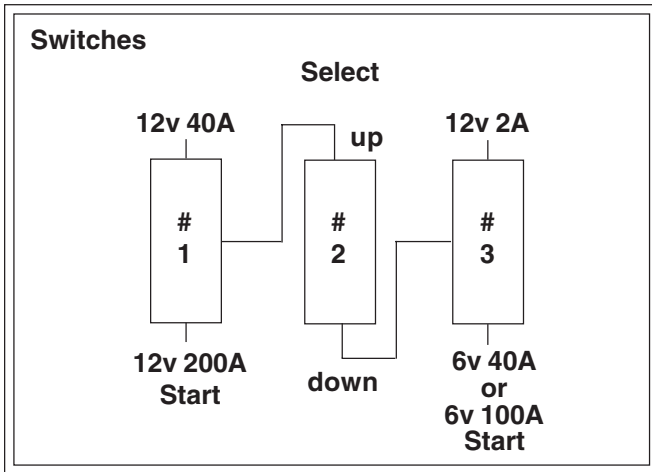 Switches
Select
12v 40A
up
12v 2A
#
1
#
2
#
3
12v 200A
Start
down
6v 40A
or
6v 100A
Start